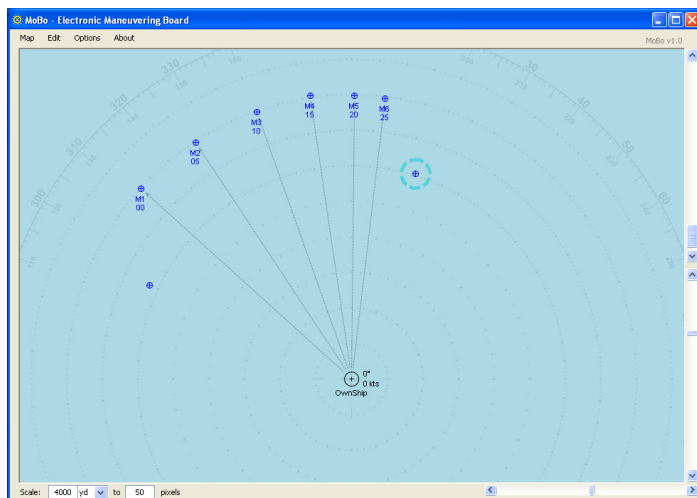 MoBo - Electronic Maneuvering Board
Map Edit Options About
MoBo v1.0
320
330
30
40
310
50
300
60
M4
15
M5
20
M6
25
M3
10
M2
05
M1
00
0°
0 kts
OwnShip
Scale: 4000 yd to 50 pixels